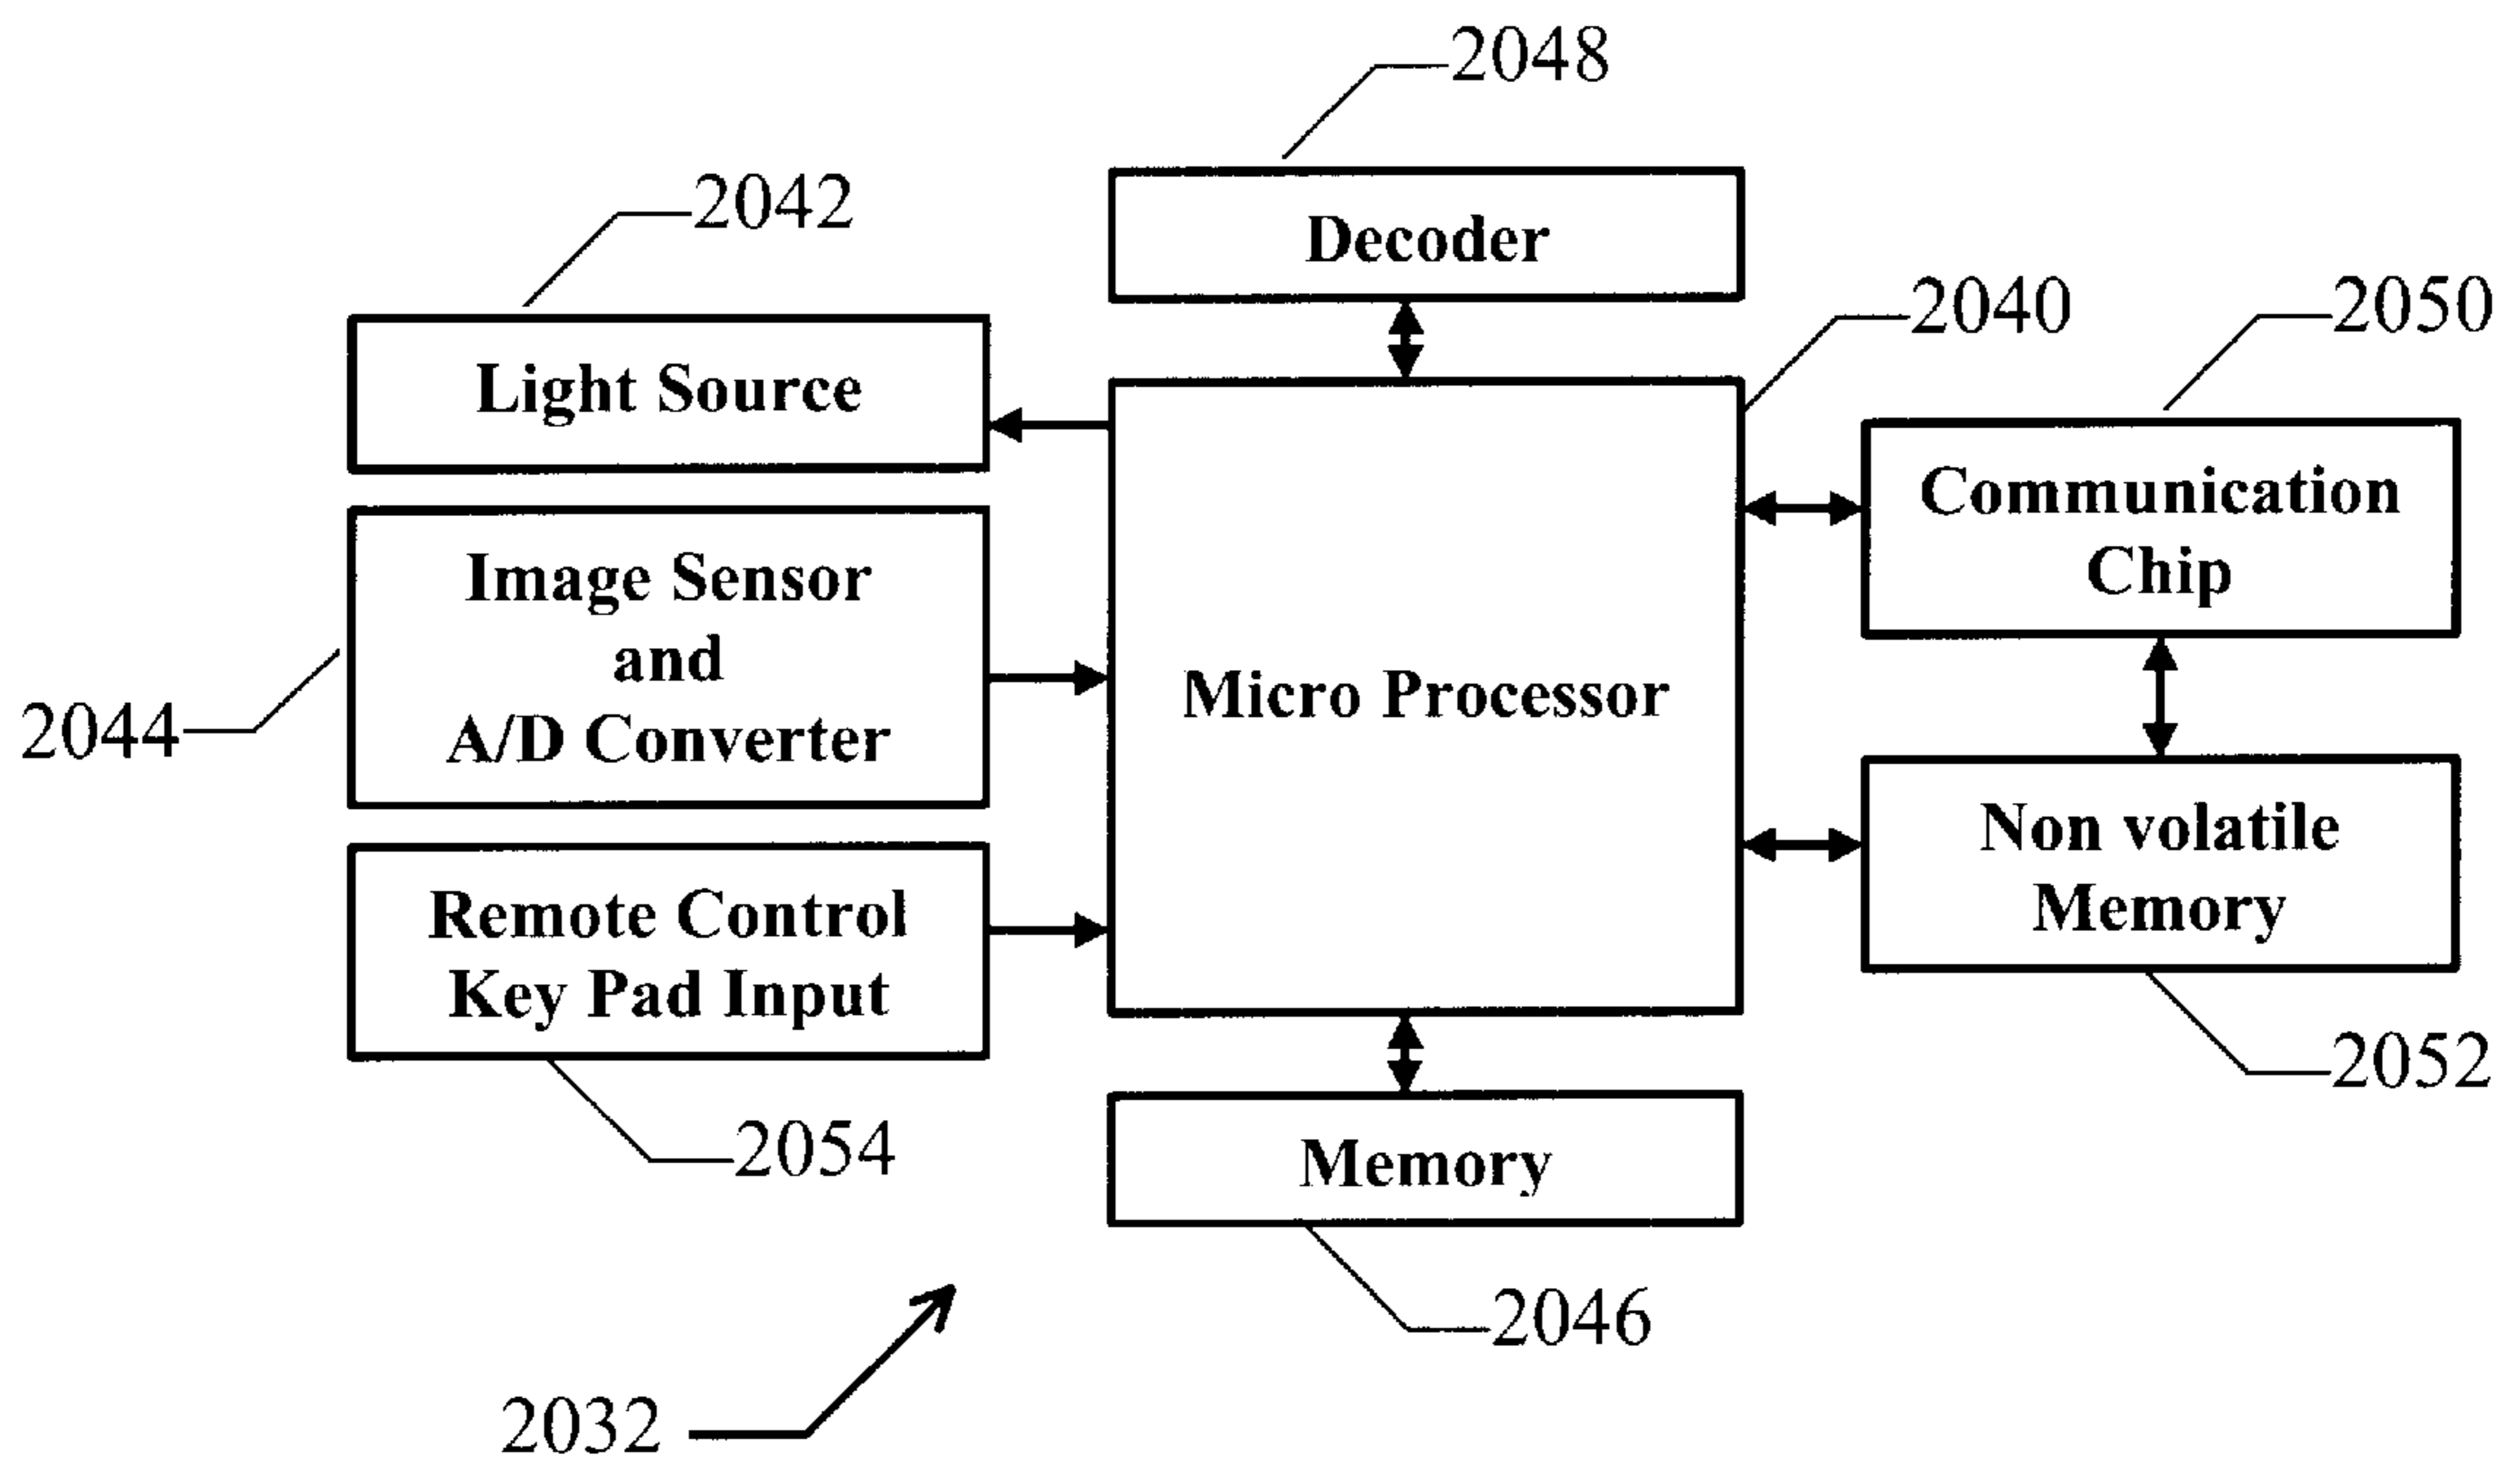 2048
2042
Decoder
2040
2050
Light Source
Communication
Chip
Image Sensor
and
A/D Converter
2044
Micro Processor
Non volatile
Memory
Remote Control
Key Pad Input
2052
2054
Memory
2046
2032